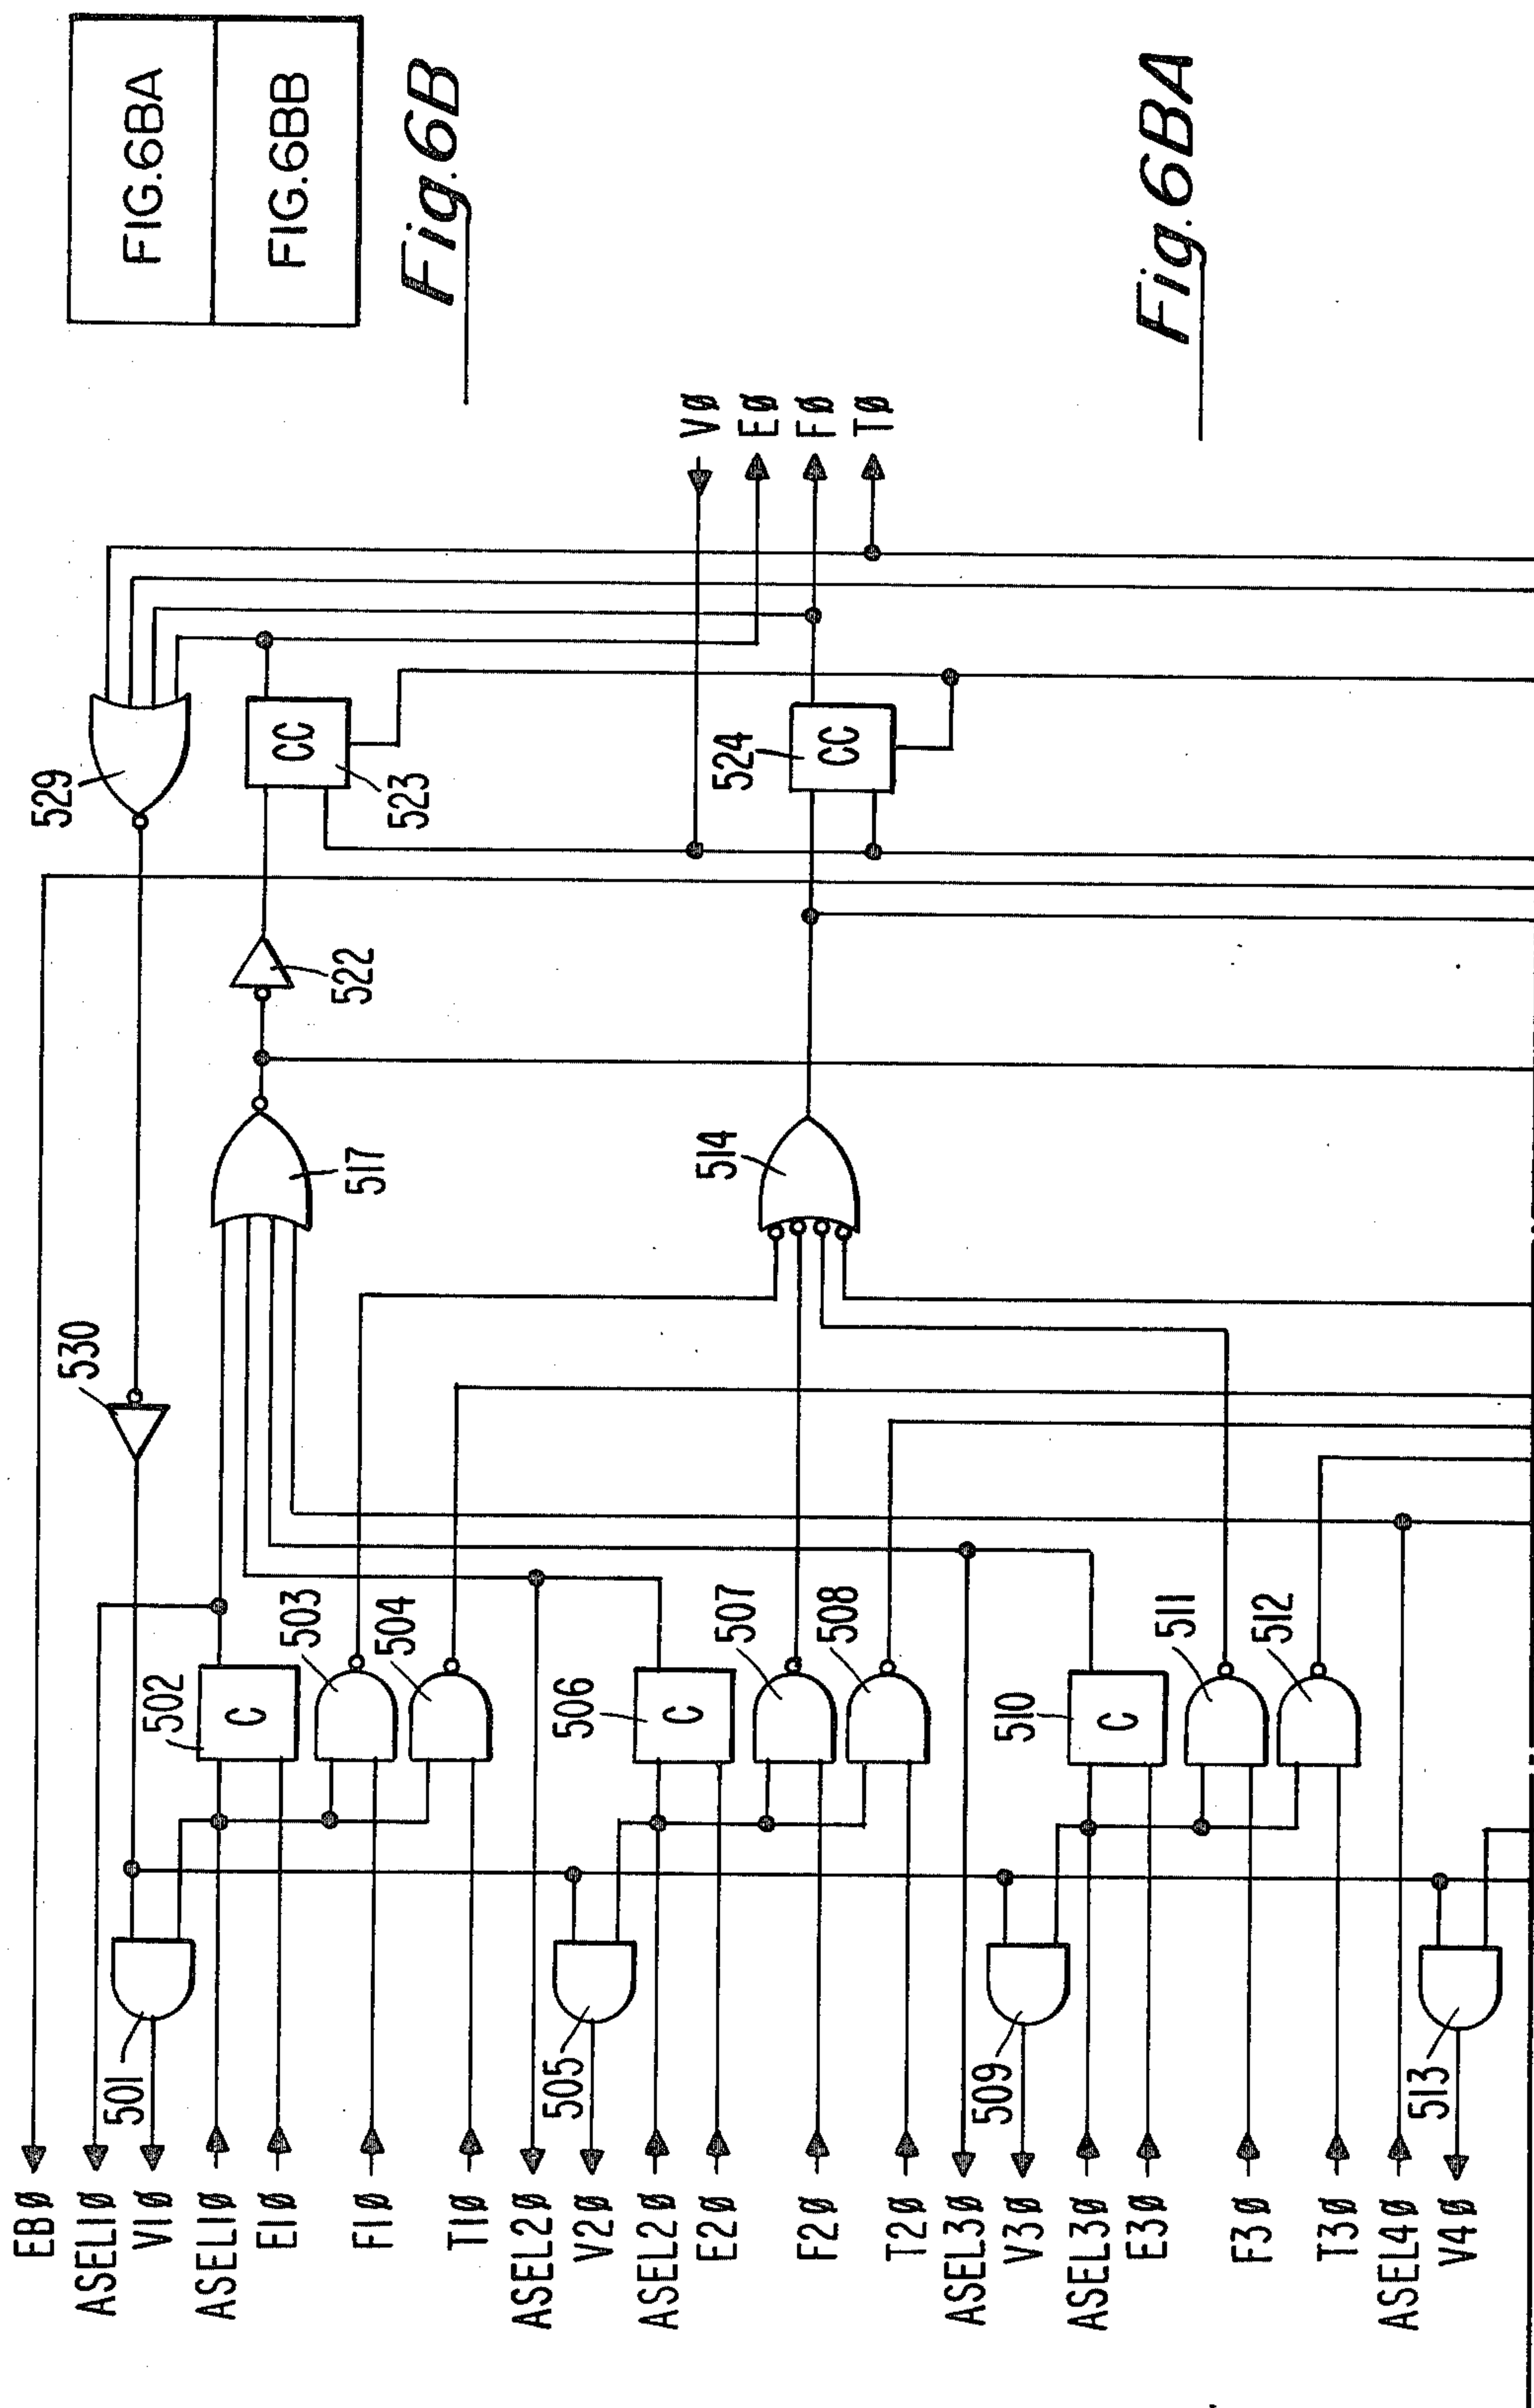 FIG.6BA
FIG.6BB
Fig.6B
Fig.6BA
EBØ
ASEL1Ø
V1Ø
ASEL1Ø
E1Ø
F1Ø
T1Ø
ASEL2Ø
V2Ø
ASEL2Ø
E2Ø
F2Ø
T2Ø
ASEL3Ø
V3Ø
ASEL3Ø
E3Ø
F3Ø
T3Ø
ASEL4Ø
V4Ø
501
502
C
503
504
505
506
C
507
508
509
510
C
511
512
513
530
517
514
522
529
CC
523
524
CC
VØ
EØ
FØ
TØ